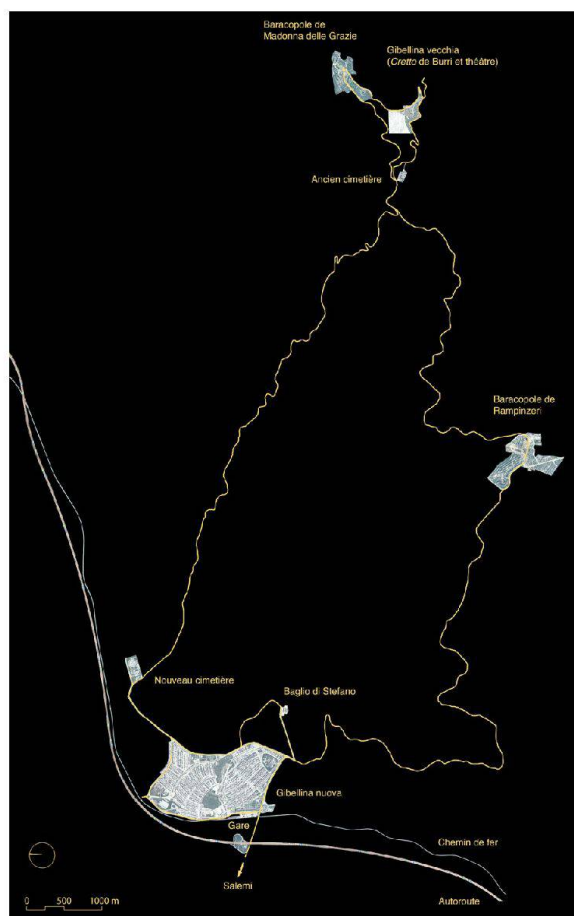 Baracopole de
Madonna delle Grazie
Gibellina vecchia
(Cretto de Burri et théâtre)
Ancien cimetière
Baracopole de
Rampinzeri
Nouveau cimetière
Baglio di Stefano
Gibellina nuova
Gare
Chemin de fer
Salemi
Autoroute
0 500 1000 m